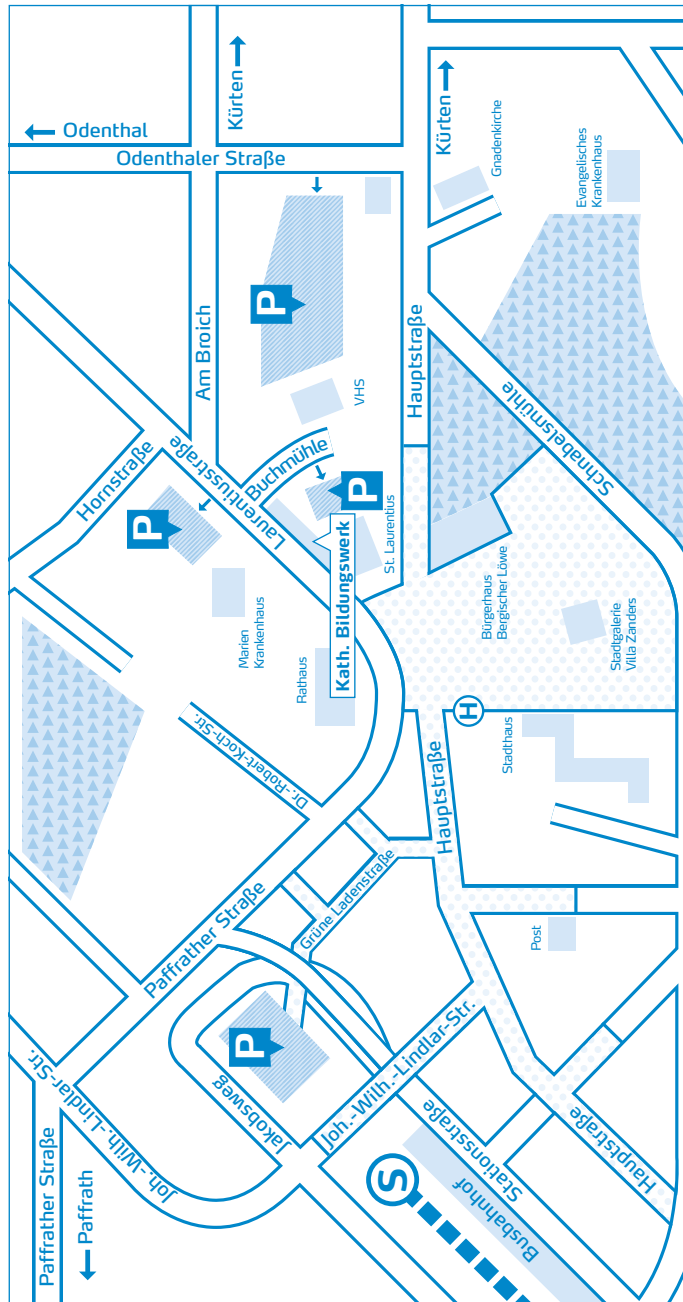 Odenthal
Kürten
Odenthaler Straße
Kürten
Gnadenkirche
Evangelisches
Krankenhaus
P
Am Broich
Hauptstraße
VHS
Hornstraße
Laurentiusstraße
Buchmühle
P
P
Schnabelsmühle
St. Laurentius
Kath. Bildungswerk
Marien
Krankenhaus
Rathaus
Bürgerhaus
Bergischer Löwe
Stadtgalerie
Villa Zanders
H
Stadthaus
Dr.-Robert-Koch-Str.
Hauptstraße
Grüne Ladenstraße
Paffrather Straße
Post
P
Jakobsweg
Joh.-Wilh.-Lindlar-Str.
Joh.-Wilh.-Lindlar-Str.
Paffrather Straße
Paffrath
S
Stationsstraße
Busbahnhof
Hauptstraße